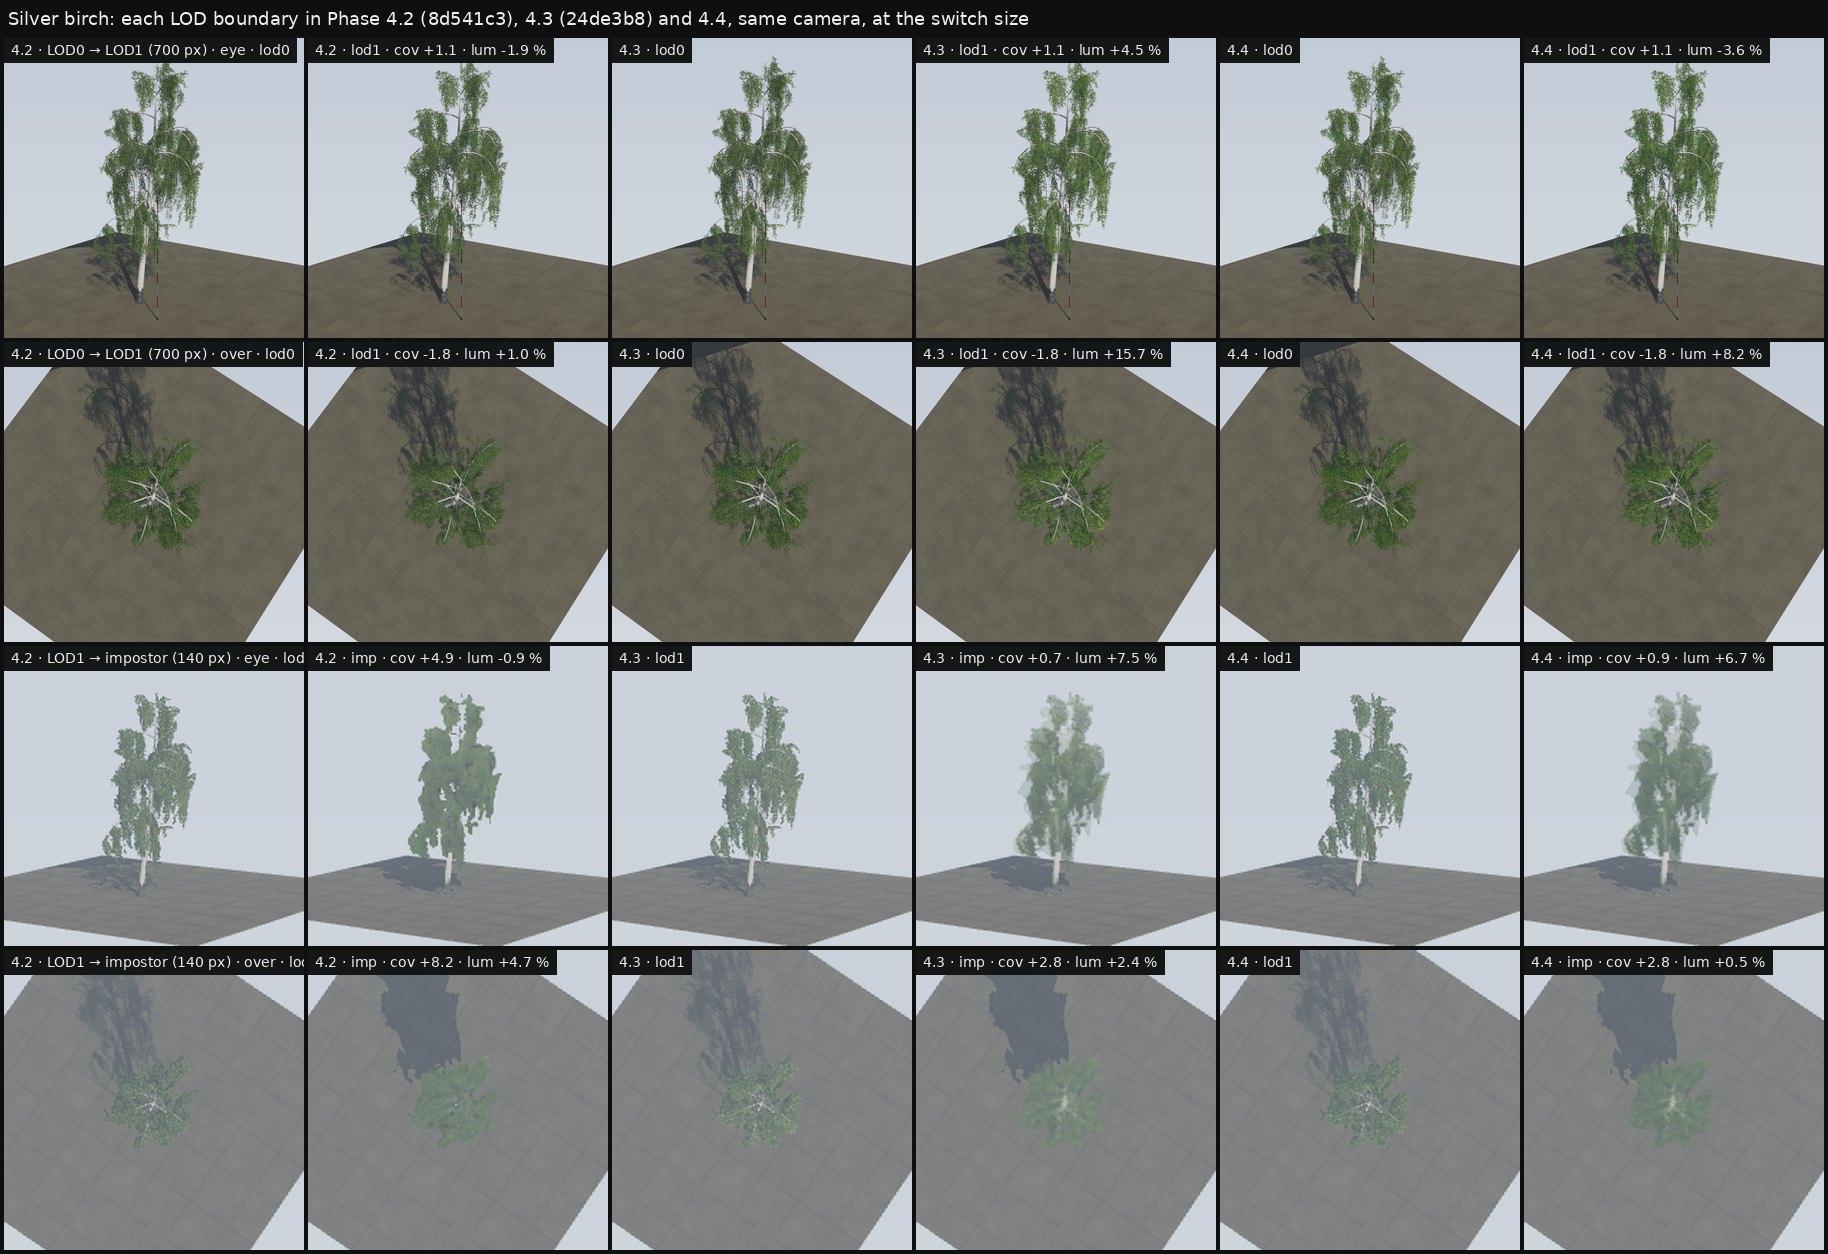 Silver birch: each LOD boundary in Phase 4.2 (8d541c3), 4.3 (24de3b8) and 4.4, same camera, at the switch size
4.2 · LOD0 → LOD1 (700 px) · eye · lod0
4.2 · lod1 · cov +1.1 · lum -1.9 %
4.3 · lod0
4.3 · lod1 · cov +1.1 · lum +4.5 %
4.4 · lod0
4.4 · lod1 · cov +1.1 · lum -3.6 %
4.2 · LOD0 → LOD1 (700 px) · over · lod0
4.2 · lod1 · cov -1.8 · lum +1.0 %
4.3 · lod0
4.3 · lod1 · cov -1.8 · lum +15.7 %
4.4 · lod0
4.4 · lod1 · cov -1.8 · lum +8.2 %
4.2 · LOD1 → impostor (140 px) · eye · lod
4.2 · imp · cov +4.9 · lum -0.9 %
4.3 · lod1
4.3 · imp · cov +0.7 · lum +7.5 %
4.4 · lod1
4.4 · imp · cov +0.9 · lum +6.7 %
4.2 · LOD1 → impostor (140 px) · over · lo
4.2 · imp · cov +8.2 · lum +4.7 %
4.3 · lod1
4.3 · imp · cov +2.8 · lum +2.4 %
4.4 · lod1
4.4 · imp · cov +2.8 · lum +0.5 %